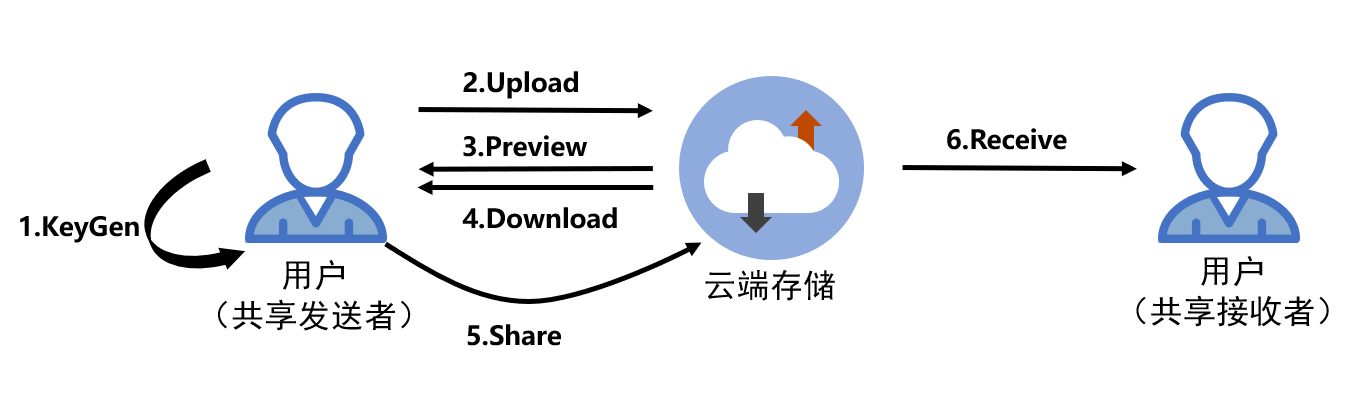 2.Upload
3.Preview
6.Receive
4.Download
1.KeyGen
用户
（共享发送者）
云端存储
用户
（共享接收者）
5.Share